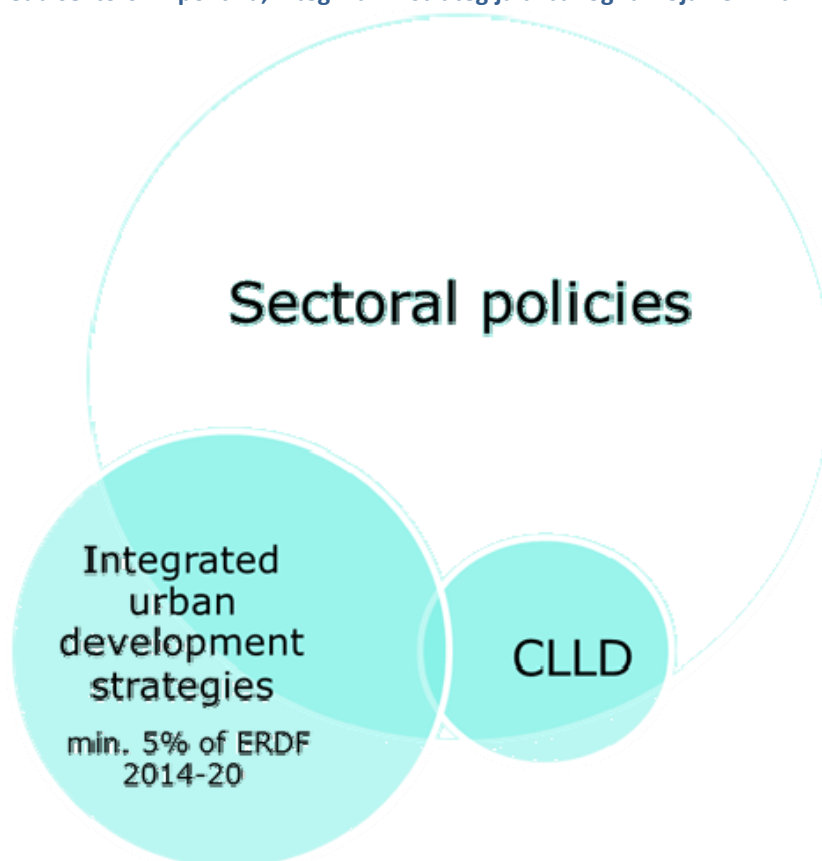 Sectoral policies
Integrated
urban
development
strategies
min. 5% of ERDF
2014-20
CLLD